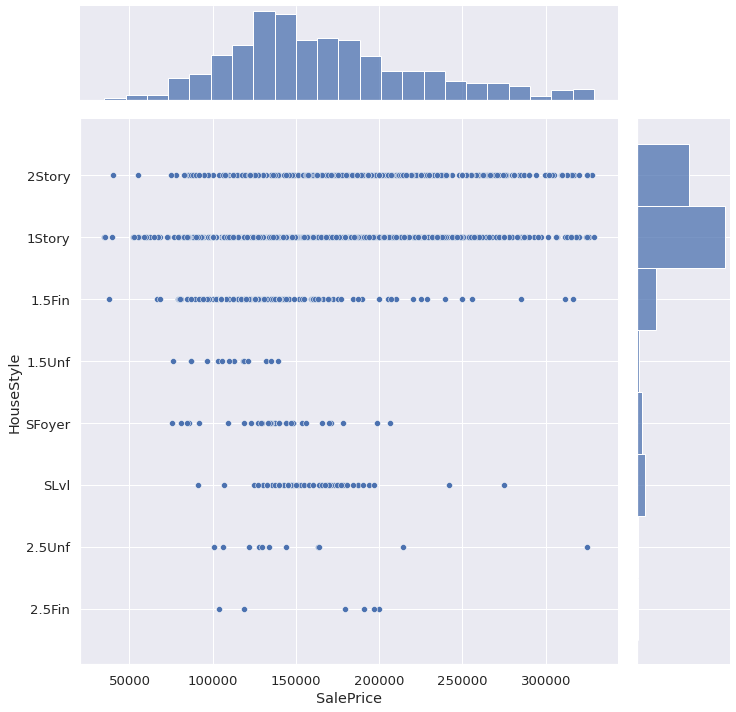 2Story
1Story
1.5Fin
1.5Unf
SFoyer
SLvl
2.5Unf
2.5Fin
HouseStyle
50000 100000 150000 200000 250000 300000
SalePrice